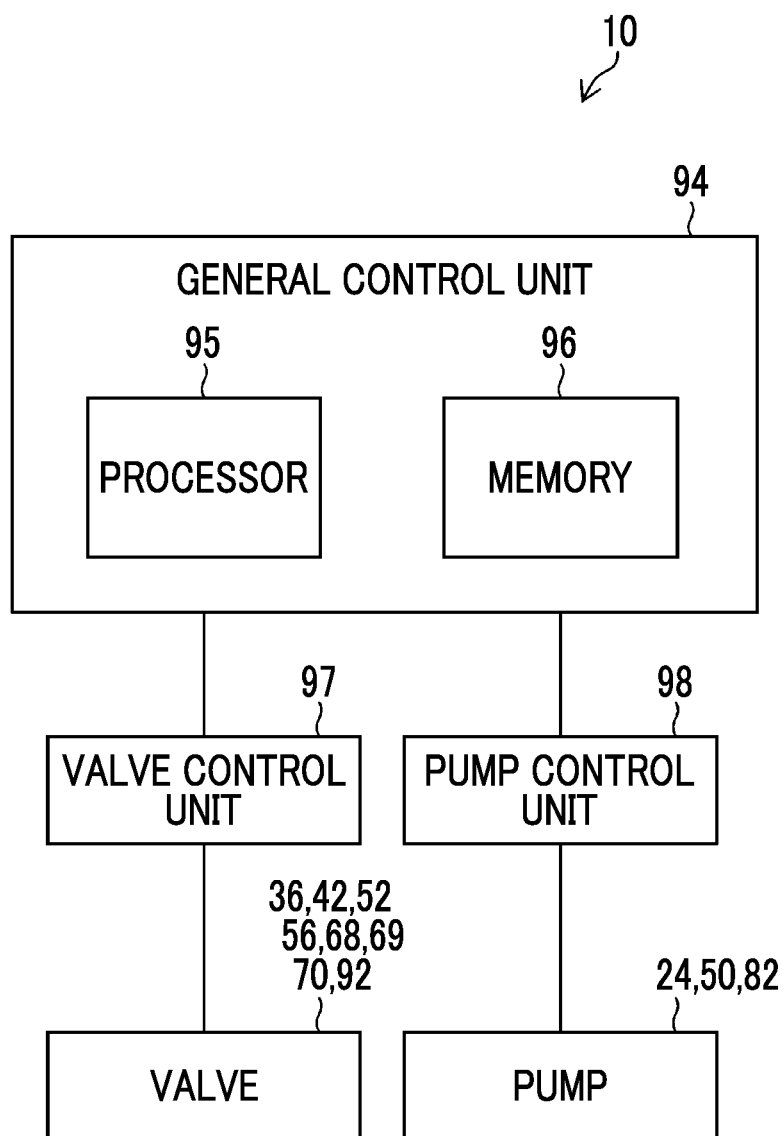 10
94
GENERAL CONTROL UNIT
95
96
PROCESSOR
MEMORY
97
98
VALVE CONTROL
UNIT
PUMP CONTROL
UNIT
36,42,52
56,68,69
70,92
24,50,82
VALVE
PUMP